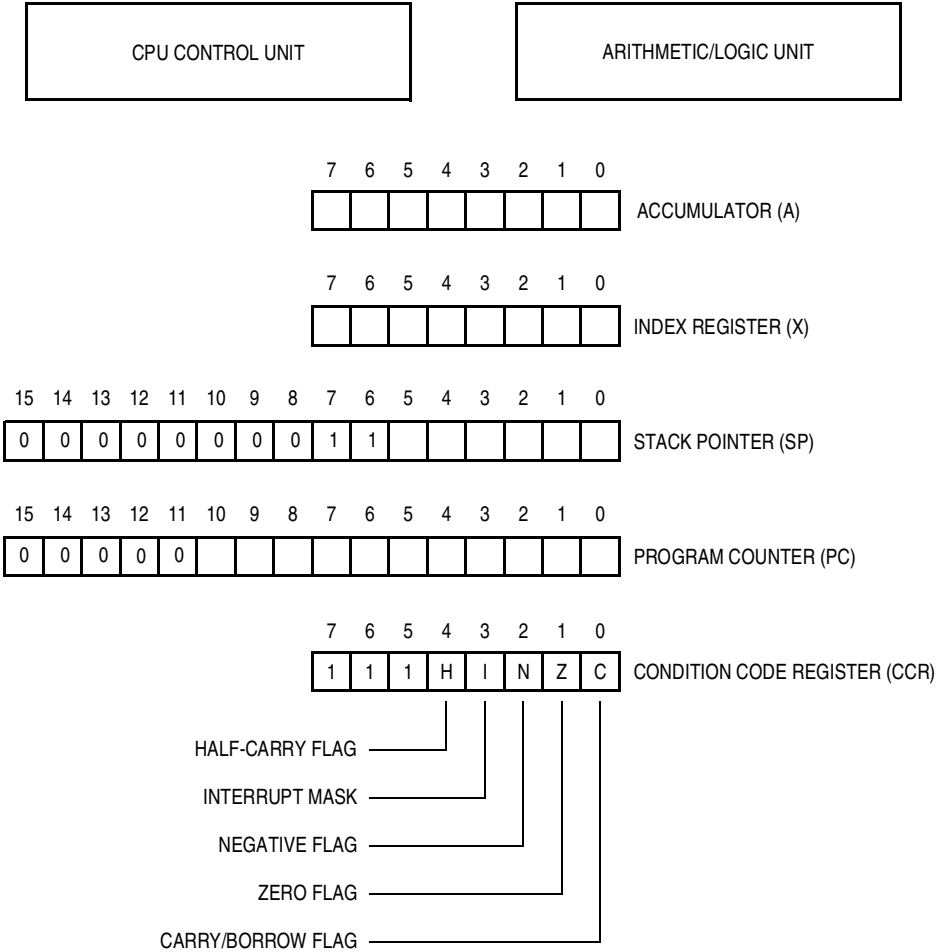 CPU CONTROL UNIT
ARITHMETIC/LOGIC UNIT
7 6 5 4 3 2 1 0
ACCUMULATOR (A)
7 6 5 4 3 2 1 0
INDEX REGISTER (X)
15 14 13 12 11 10 9 8 7 6 5 4 3 2 1 0
0 0 0 0 0 0 0 0 1 1 STACK POINTER (SP)
15 14 13 12 11 10 9 8 7 6 5 4 3 2 1 0
0 0 0 0 0 PROGRAM COUNTER (PC)
7 6 5 4 3 2 1 0
1 1 1 H I N Z C CONDITION CODE REGISTER (CCR)
HALF-CARRY FLAG
INTERRUPT MASK
NEGATIVE FLAG
ZERO FLAG
CARRY/BORROW FLAG